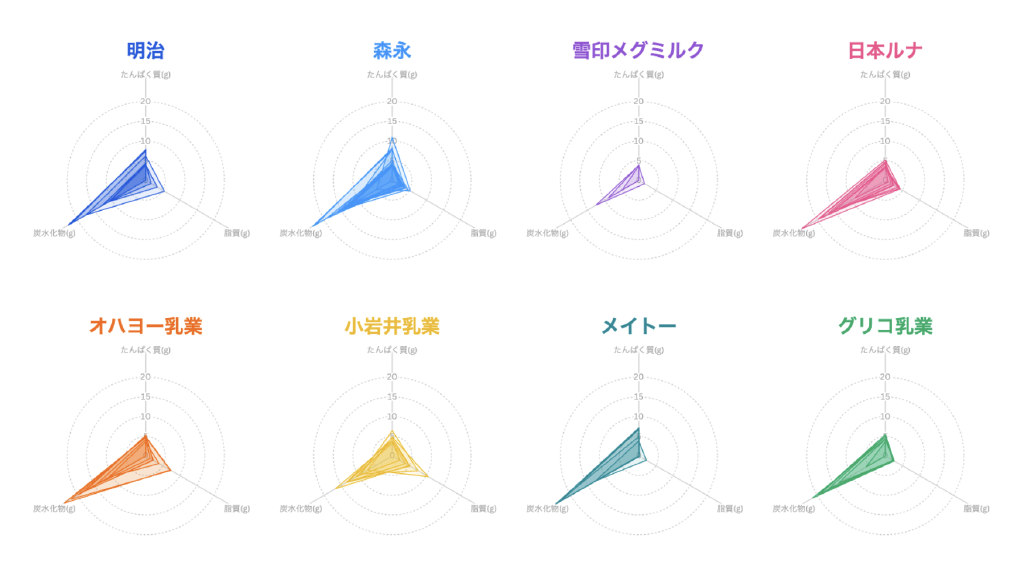 明治
森永
雪印メグミルク
日本ルナ
たんぱく質(g)
たんぱく質(g)
たんぱく質(g)
たんぱく質(g)
20
20
20
20
15
15
15
15
10
10
10
10
5
炭水化物(g)
脂質(g)
炭水化物(g)
脂質(g)
炭水化物(g)
脂質(g)
炭水化物(g)
脂質(g)
オハヨー乳業
小岩井乳業
メイトー
グリコ乳業
たんぱく質(g)
たんぱく質(g)
たんぱく質(g)
たんぱく質(g)
20
20
20
20
15
15
15
15
10
10
10
10
炭水化物(g)
脂質(g)
炭水化物(g)
脂質(g)
炭水化物(g)
脂質(g)
炭水化物(g)
脂質(g)